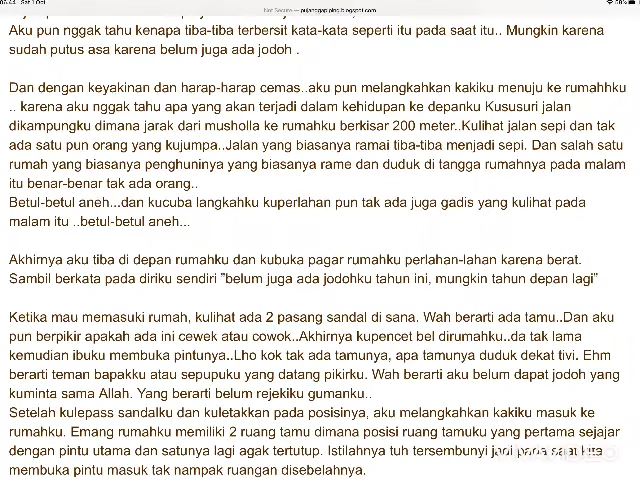 06.44 Sat 1 Oct
58%
Not Secure — pujanggapiping.blogspot.com
Aku pun nggak tahu kenapa tiba-tiba terbersit kata-kata seperti itu pada saat itu.. Mungkin karena
sudah putus asa karena belum juga ada jodoh .
Dan dengan keyakinan dan harap-harap cemas..aku pun melangkahkan kakiku menuju ke rumahhku
.. karena aku nggak tahu apa yang akan terjadi dalam kehidupan ke depanku Kususuri jalan
dikampungku dimana jarak dari musholla ke rumahku berkisar 200 meter..Kulihat jalan sepi dan tak
ada satu pun orang yang kujumpa..Jalan yang biasanya ramai tiba-tiba menjadi sepi. Dan salah satu
rumah yang biasanya penghuninya yang biasanya rame dan duduk di tangga rumahnya pada malam
itu benar-benar tak ada orang..
Betul-betul aneh...dan kucuba langkahku kuperlahan pun tak ada juga gadis yang kulihat pada
malam itu ..betul-betul aneh...
Akhirnya aku tiba di depan rumahku dan kubuka pagar rumahku perlahan-lahan karena berat.
Sambil berkata pada diriku sendiri ”belum juga ada jodohku tahun ini, mungkin tahun depan lagi”
Ketika mau memasuki rumah, kulihat ada 2 pasang sandal di sana. Wah berarti ada tamu..Dan aku
pun berpikir apakah ada ini cewek atau cowok..Akhirnya kupencet bel dirumahku..da tak lama
kemudian ibuku membuka pintunya..Lho kok tak ada tamunya, apa tamunya duduk dekat tivi. Ehm
berarti teman bapakku atau sepupuku yang datang pikirku. Wah berarti aku belum dapat jodoh yang
kuminta sama Allah. Yang berarti belum rejekiku gumanku..
Setelah kulepass sandalku dan kuletakkan pada posisinya, aku melangkahkan kakiku masuk ke
rumahku. Emang rumahku memiliki 2 ruang tamu dimana posisi ruang tamuku yang pertama sejajar
dengan pintu utama dan satunya lagi agak tertutup. Istilahnya tuh tersembunyi jadi pada saat kita
membuka pintu masuk tak nampak ruangan disebelahnya.